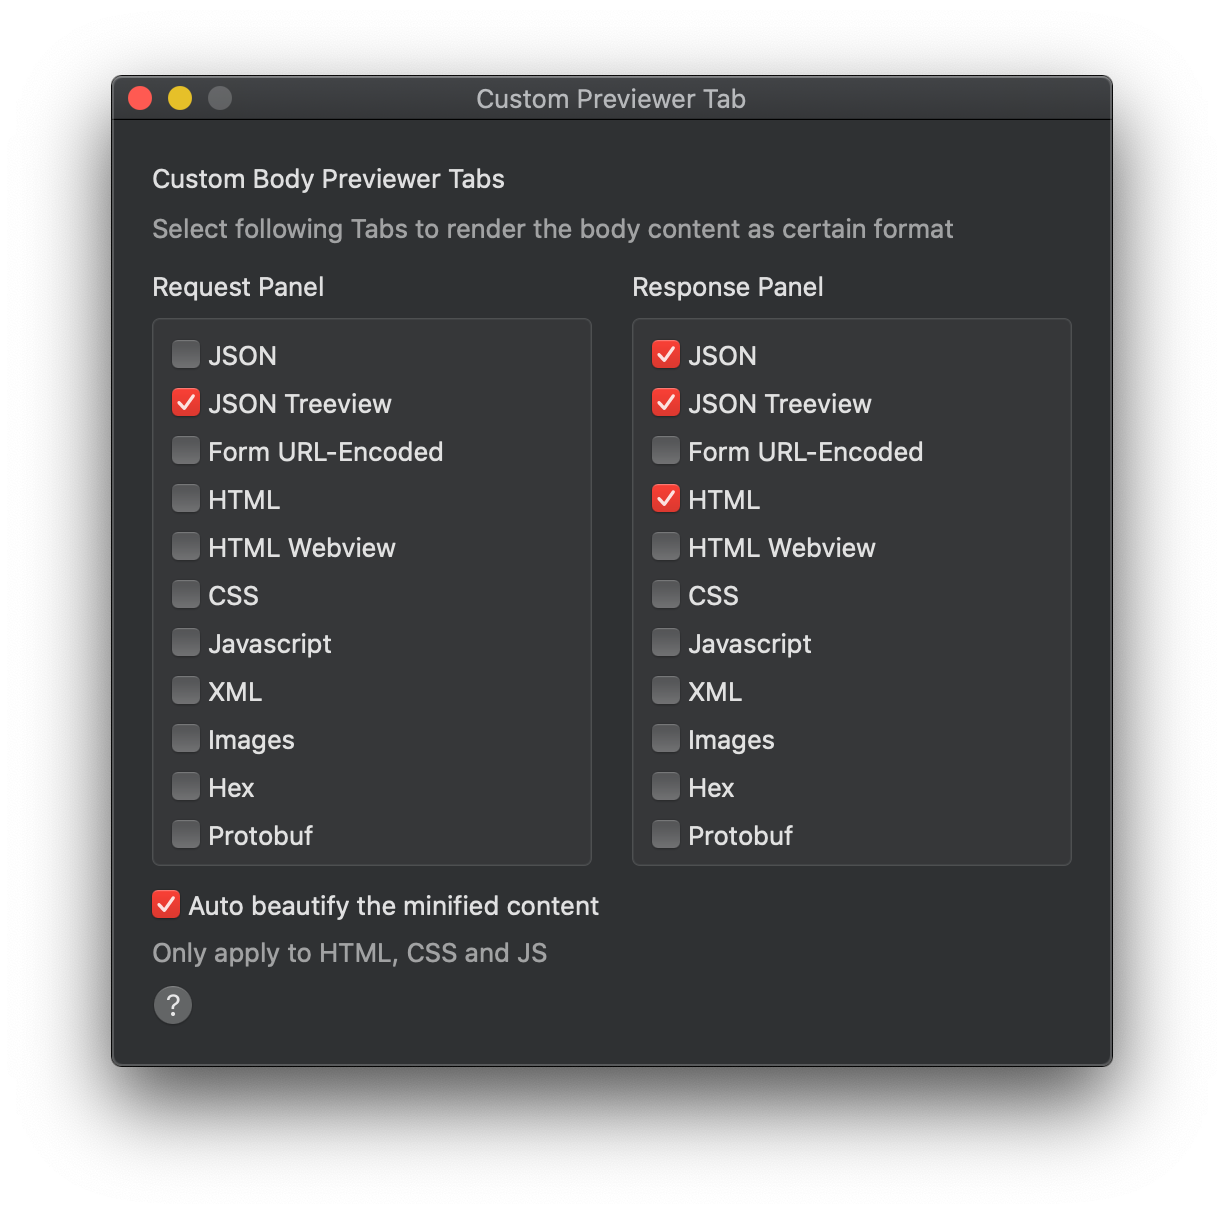 Custom Previewer Tab
Custom Body Previewer Tabs
Select following Tabs to render the body content as certain format
Request Panel
JSON
JSON Treeview
Form URL-Encoded
HTML
HTML Webview
CSS
Javascript
XML
Images
Hex
Protobuf
Response Panel
JSON
JSON Treeview
Form URL-Encoded
HTML
HTML Webview
CSS
Javascript
XML
Images
Hex
Protobuf
Auto beautify the minified content
Only apply to HTML, CSS and JS
?